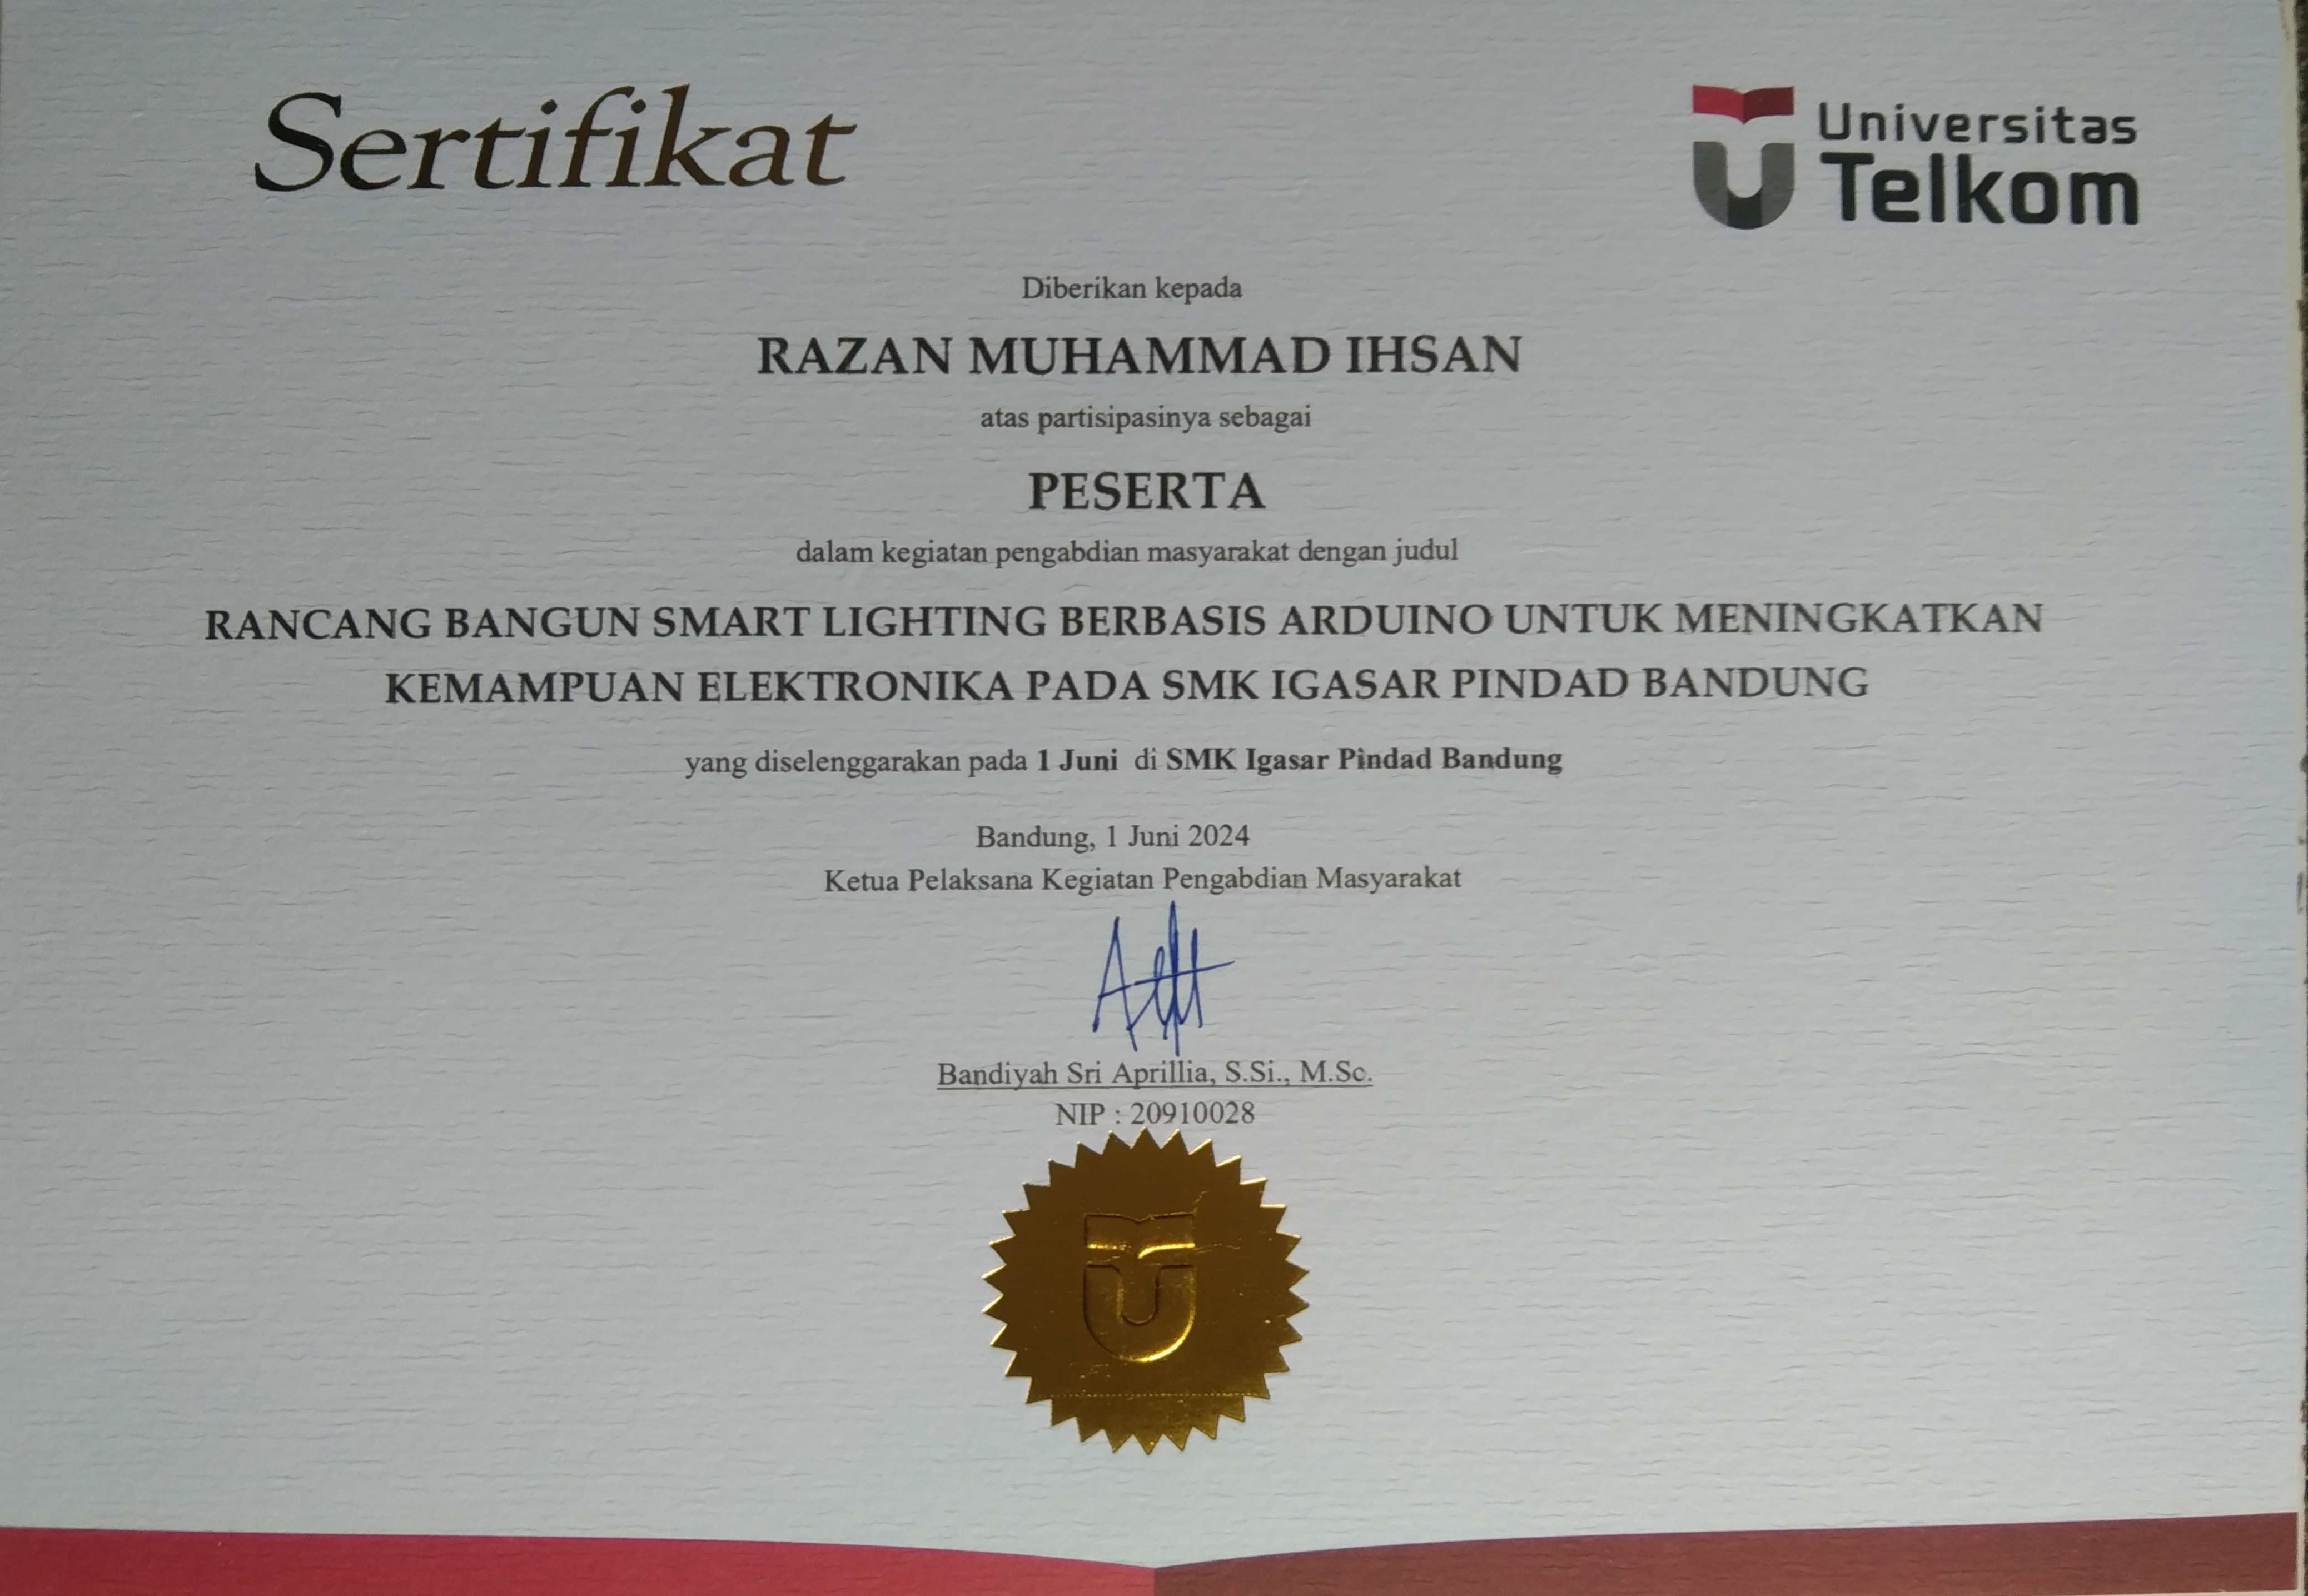 Sertifikat
Universitas
Telkom
Diberikan kepada
RAZAN MUHAMMAD IHSAN
atas partisipasinya sebagai
PESERTA
dalam kegiatan pengabdian masyarakat dengan judul
RANCANG BANGUN SMART LIGHTING BERBASIS ARDUINO UNTUK MENINGKATKAN
KEMAMPUAN ELEKTRONIKA PADA SMK IGASAR PINDAD BANDUNG
yang diselenggarakan pada 1 Juni di SMK Igasar Pindad Bandung
Bandung, 1 Juni 2024
Ketua Pelaksana Kegiatan Pengabdian Masyarakat
Bandiyah Sri Aprillia, S.Si., M.Sc.
NIP : 20910028